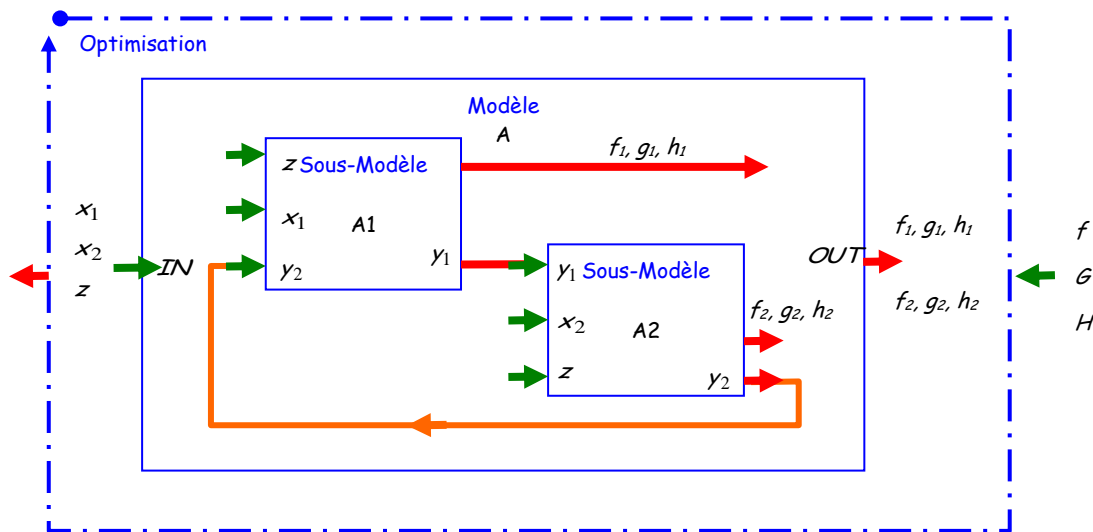 Optimisation
Modèle
A
z
Sous-Modèle
f₁, g₁, h₁
x₁
A1
y₂
y₁
x₁
x₂
z
IN
y₁
Sous-Modèle
x₂
A2
z
f₂, g₂, h₂
y₂
OUT
f₁, g₁, h₁
f₂, g₂, h₂
f
G
H